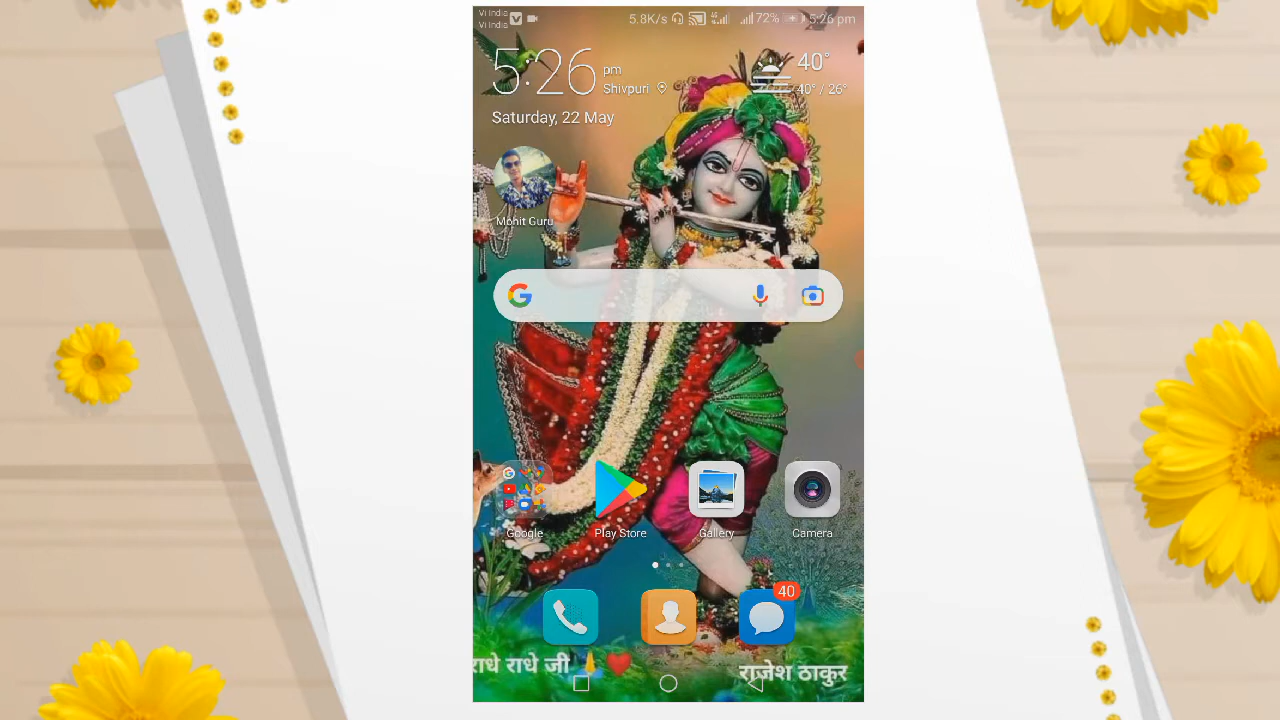 Vi India
Vi India
5.8K/s 72% 5:26 pm
5:26 pm
Shivpuri
40°
40° / 26°
Saturday, 22 May
Mohit Guru
Google
Play Store
Gallery
Camera
40
राधे राधे जी 🙏❤️
राजेश ठाकुर